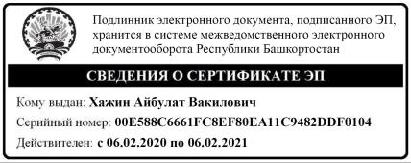 Подлинник электронного документа, подписанного ЭП,
хранится в системе межведомственного электронного
документооборота Республики Башкортостан
СВЕДЕНИЯ О СЕРТИФИКАТЕ ЭП
Кому выдан: Хажин Айбулат Вакилович
Серийный номер: 00E588C6661FC8EF80EA11C9482DDF0104
Действителен: с 06.02.2020 по 06.02.2021